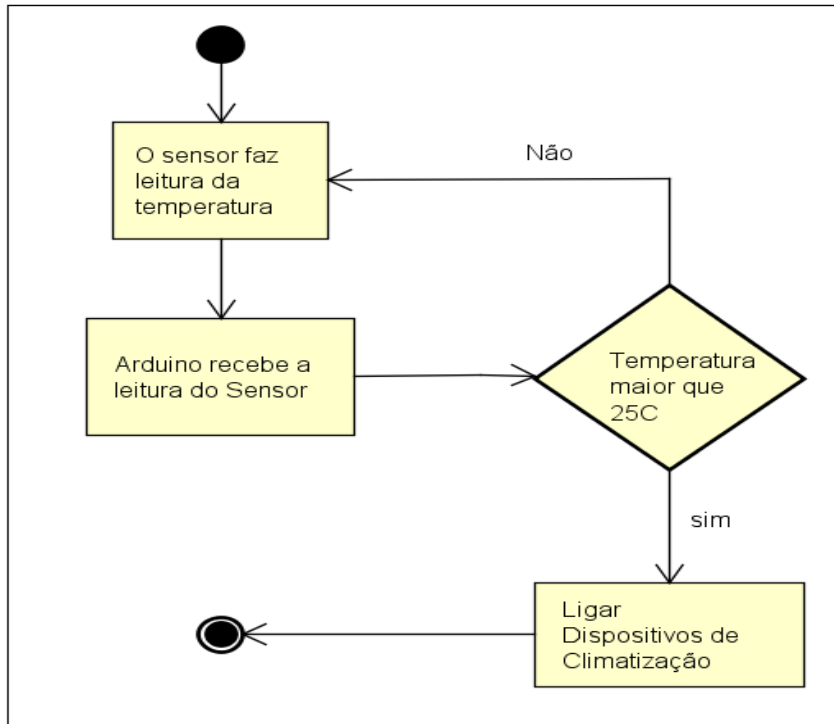 O sensor faz
leitura da
temperatura
Não
Arduino recebe a
leitura do Sensor
Temperatura
maior que
25C
sim
Ligar
Dispositivos de
Climatização